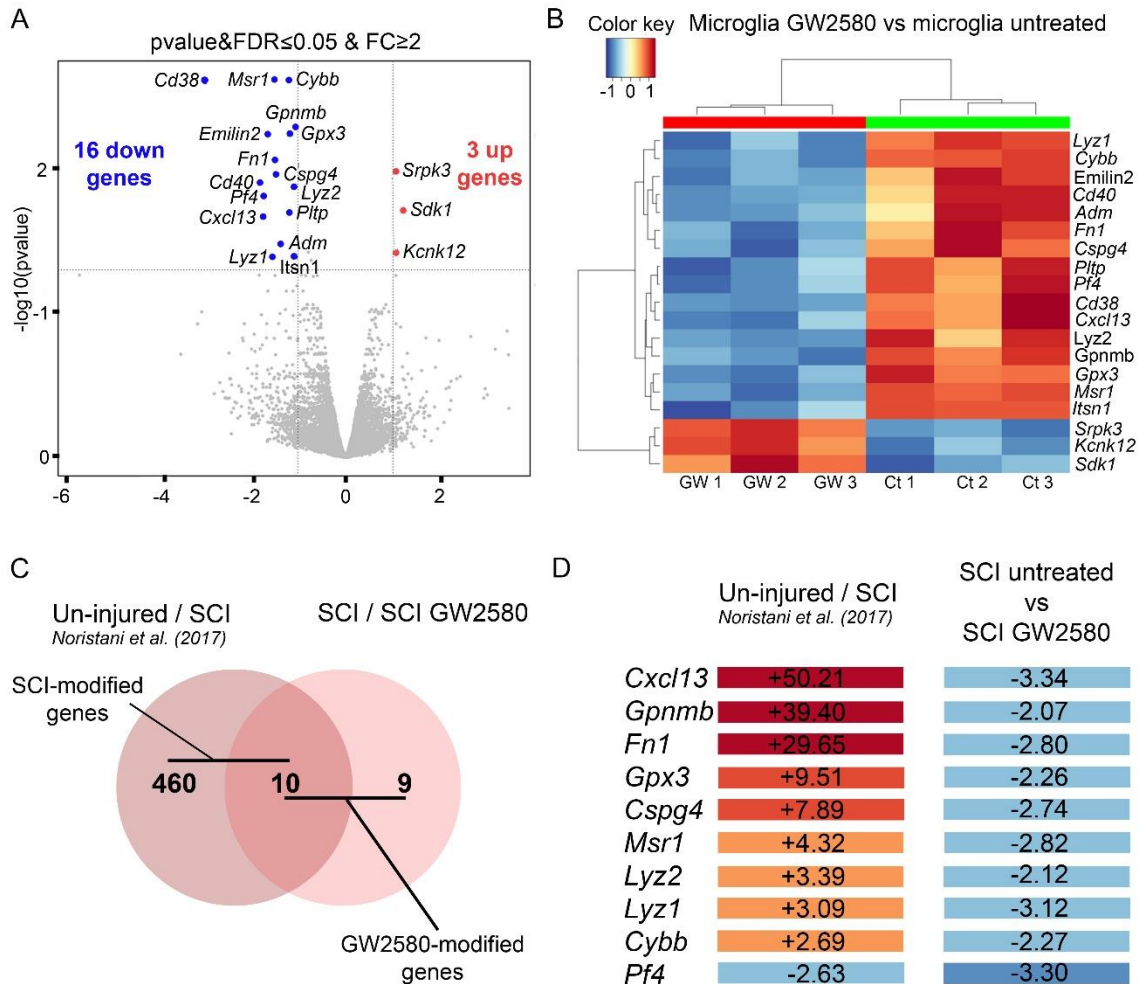 A
pvalue&FDR≤0.05 & FC≥2
Cd38
Msr1
Cybb
Gpnmb
Emilin2
Gpx3
16 down
genes
Fn1
Cspg4
Cd40
Lyz2
Pf4
Cxcl13
Pltp
Adm
Lyz1
Itsn1
3 up
genes
Srpk3
Sdk1
Kcnk12
-log10(pvalue)
2
-1
0
-6
-4
-2
0
2
B
Color key
-1 0 1
Microglia GW2580 vs microglia untreated
Lyz1
Cybb
Emilin2
Cd40
Adm
Fn1
Cspg4
Pltp
Pf4
Cd38
Cxcl13
Lyz2
Gpnmb
Gpx3
Msr1
Itsn1
Srpk3
Kcnk12
Sdk1
GW 1 GW 2 GW 3 Ct 1 Ct 2 Ct 3
C
Un-injured / SCI
Noristani et al. (2017)
SCI / SCI GW2580
SCI-modified
genes
460 10 9
GW2580-modified
genes
D
Un-injured / SCI
Noristani et al. (2017)
SCI untreated
vs
SCI GW2580
Cxcl13 +50.21 -3.34
Gpnmb +39.40 -2.07
Fn1 +29.65 -2.80
Gpx3 +9.51 -2.26
Cspg4 +7.89 -2.74
Msr1 +4.32 -2.82
Lyz2 +3.39 -2.12
Lyz1 +3.09 -3.12
Cybb +2.69 -2.27
Pf4 -2.63 -3.30